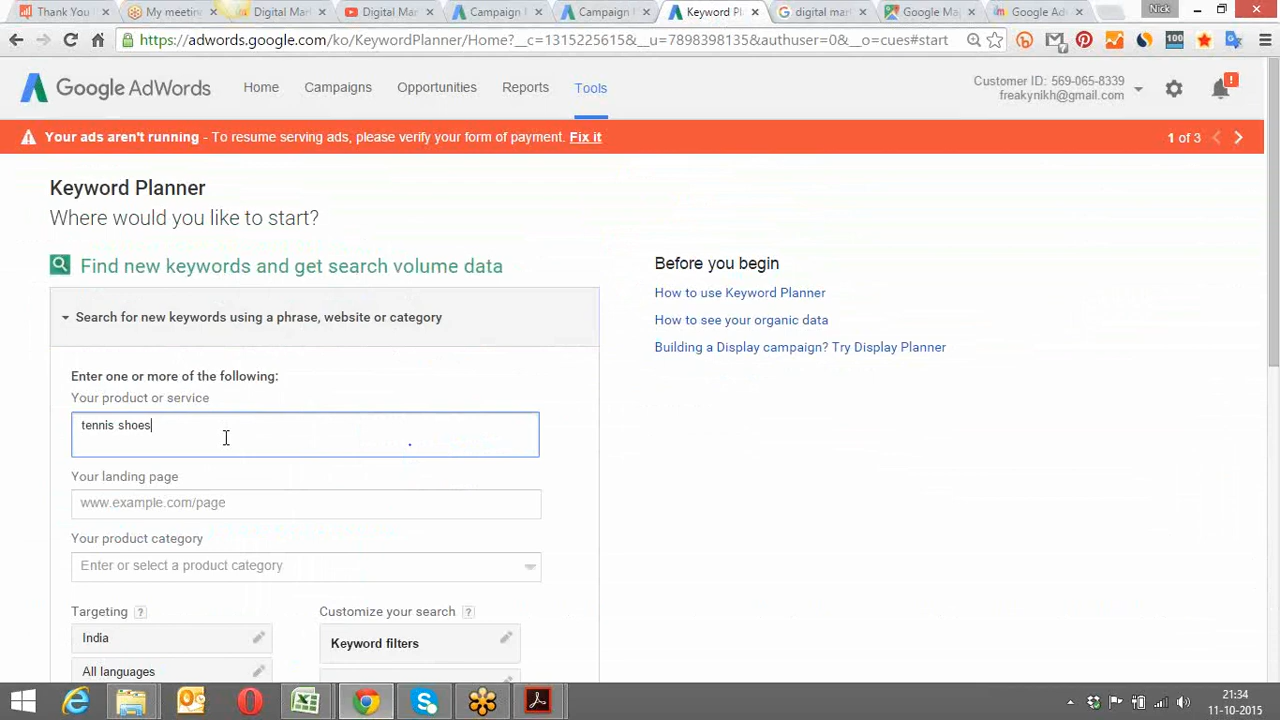 Thank You
My meetin
Digital Mar
Digital Mar
Campaign
Campaign
Keyword Pl
digital mar
Google Ma
Google Ad
Nick
https://adwords.google.com/ko/KeywordPlanner/Home?__c=1315225615&__u=7898398135&authuser=0&__o=cues#start
100
Google AdWords
Home
Campaigns
Opportunities
Reports
Tools
Customer ID: 569-065-8339
freakynikh@gmail.com
Your ads aren't running - To resume serving ads, please verify your form of payment. Fix it
1 of 3
Keyword Planner
Where would you like to start?
Find new keywords and get search volume data
Before you begin
How to use Keyword Planner
Search for new keywords using a phrase, website or category
How to see your organic data
Building a Display campaign? Try Display Planner
Enter one or more of the following:
Your product or service
tennis shoes
Your landing page
www.example.com/page
Your product category
Enter or select a product category
Targeting ?
Customize your search ?
India
Keyword filters
All languages
21:34
11-10-2015